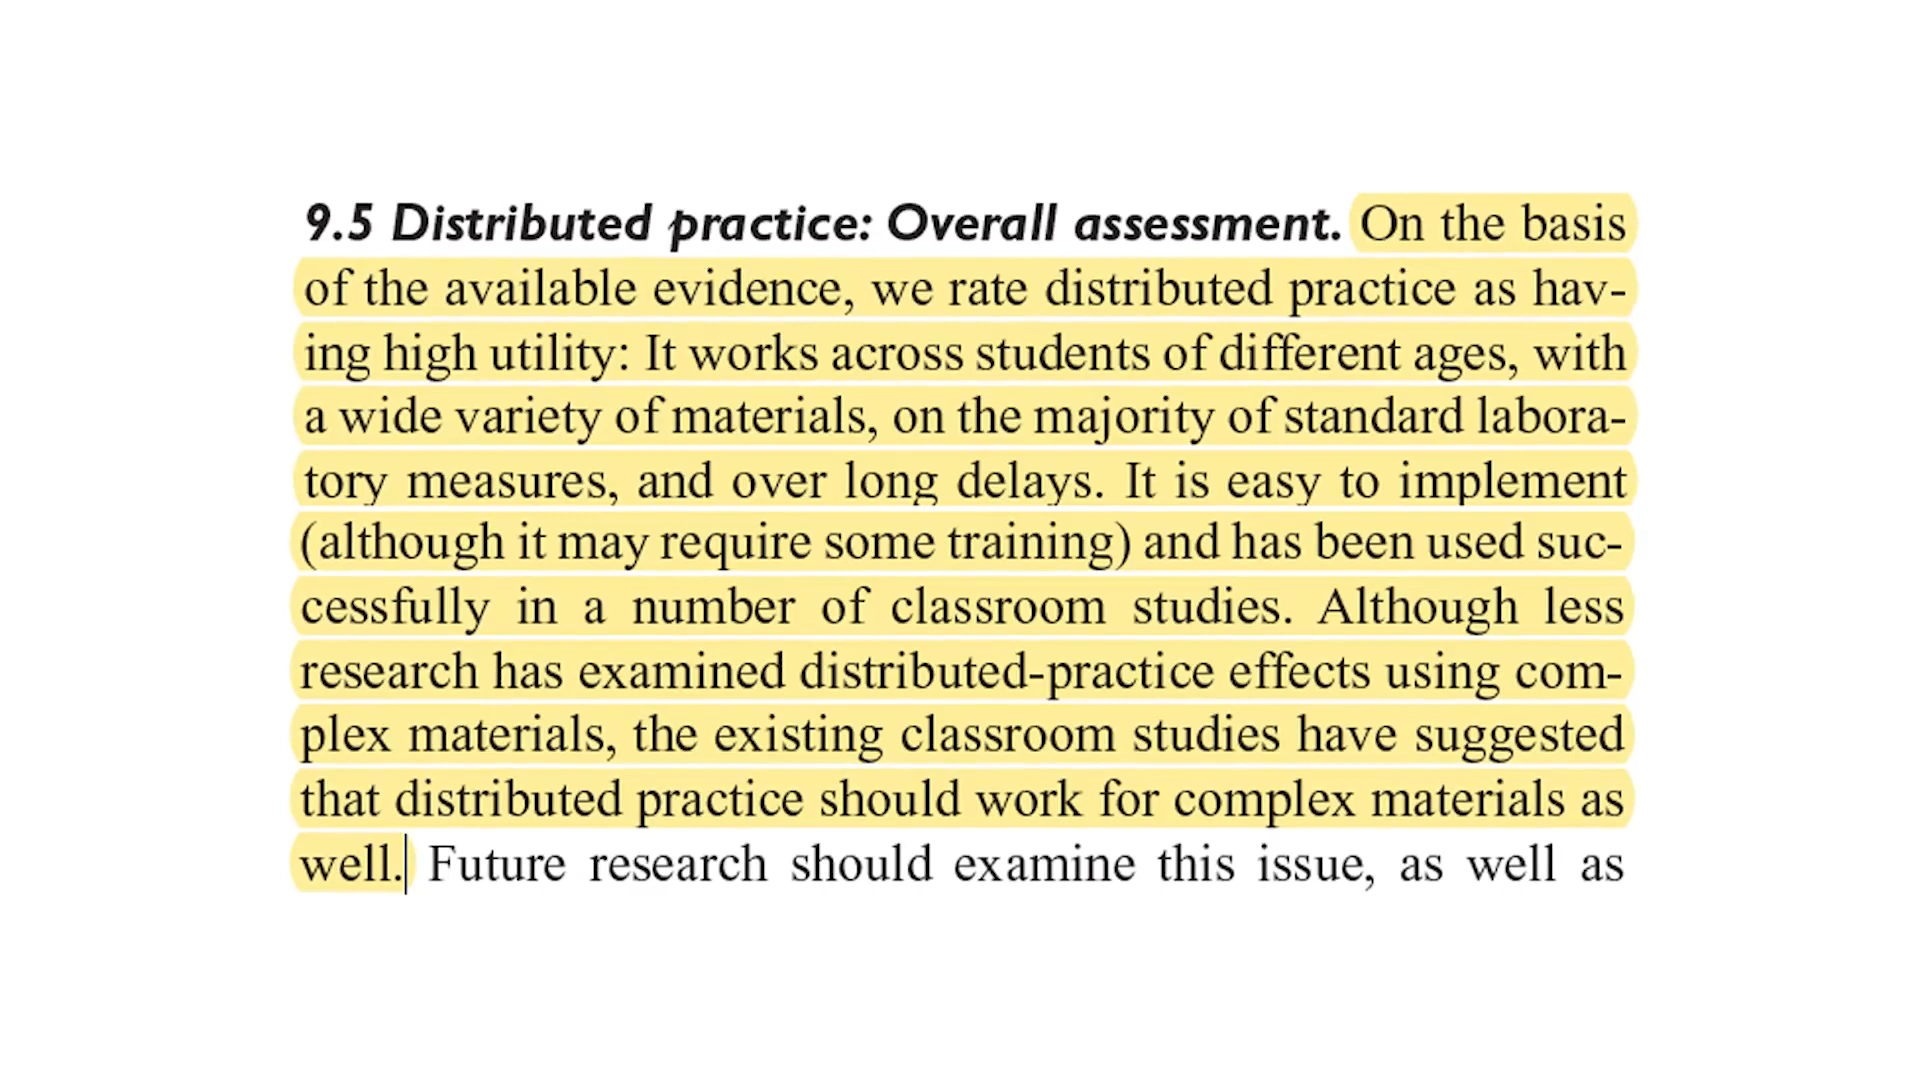 9.5 Distributed practice: Overall assessment. On the basis
of the available evidence, we rate distributed practice as hav-
ing high utility: It works across students of different ages, with
a wide variety of materials, on the majority of standard labora-
tory measures, and over long delays. It is easy to implement
(although it may require some training) and has been used suc-
cessfully in a number of classroom studies. Although less
research has examined distributed-practice effects using com-
plex materials, the existing classroom studies have suggested
that distributed practice should work for complex materials as
well. Future research should examine this issue, as well as